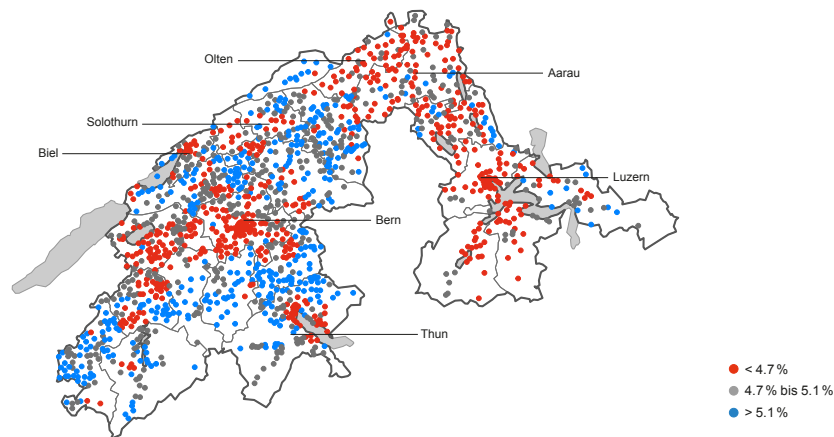 Olten
Aarau
Solothurn
Biel
Luzern
Bern
Thun
< 4.7 %
4.7 % bis 5.1 %
> 5.1 %